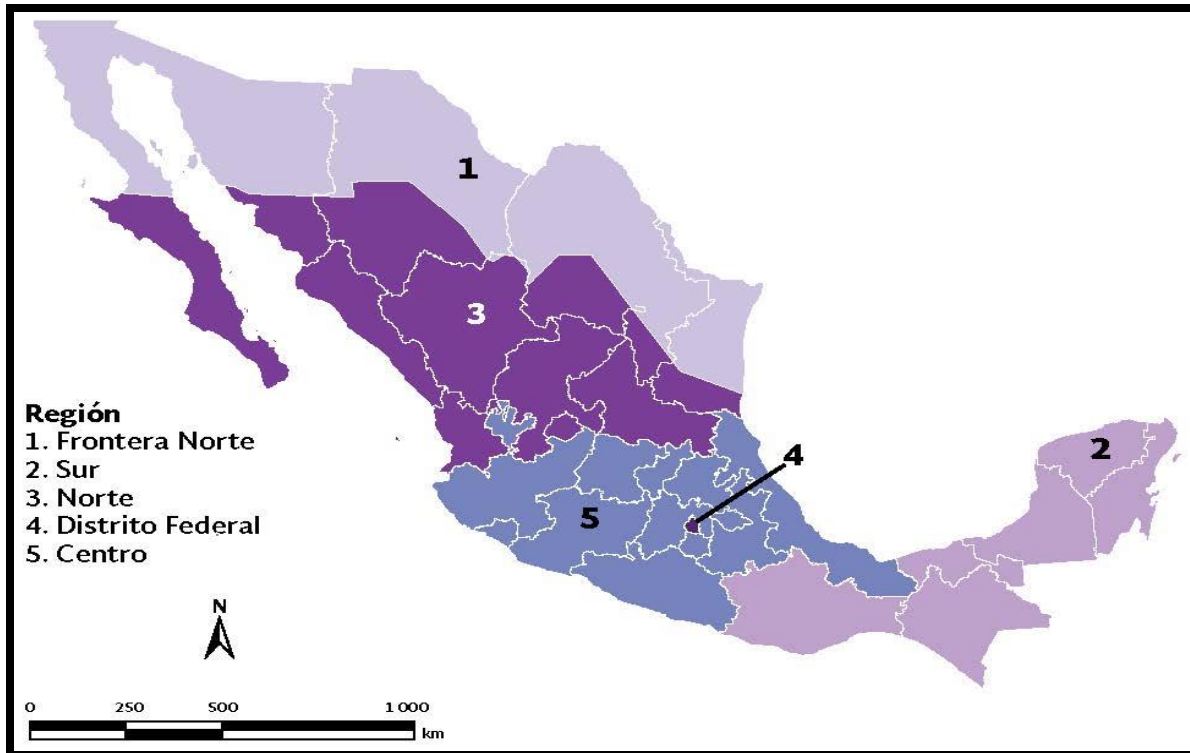 1
3
2
4
5
Región
1. Frontera Norte
2. Sur
3. Norte
4. Distrito Federal
5. Centro
N
0 250 500 1 000
km